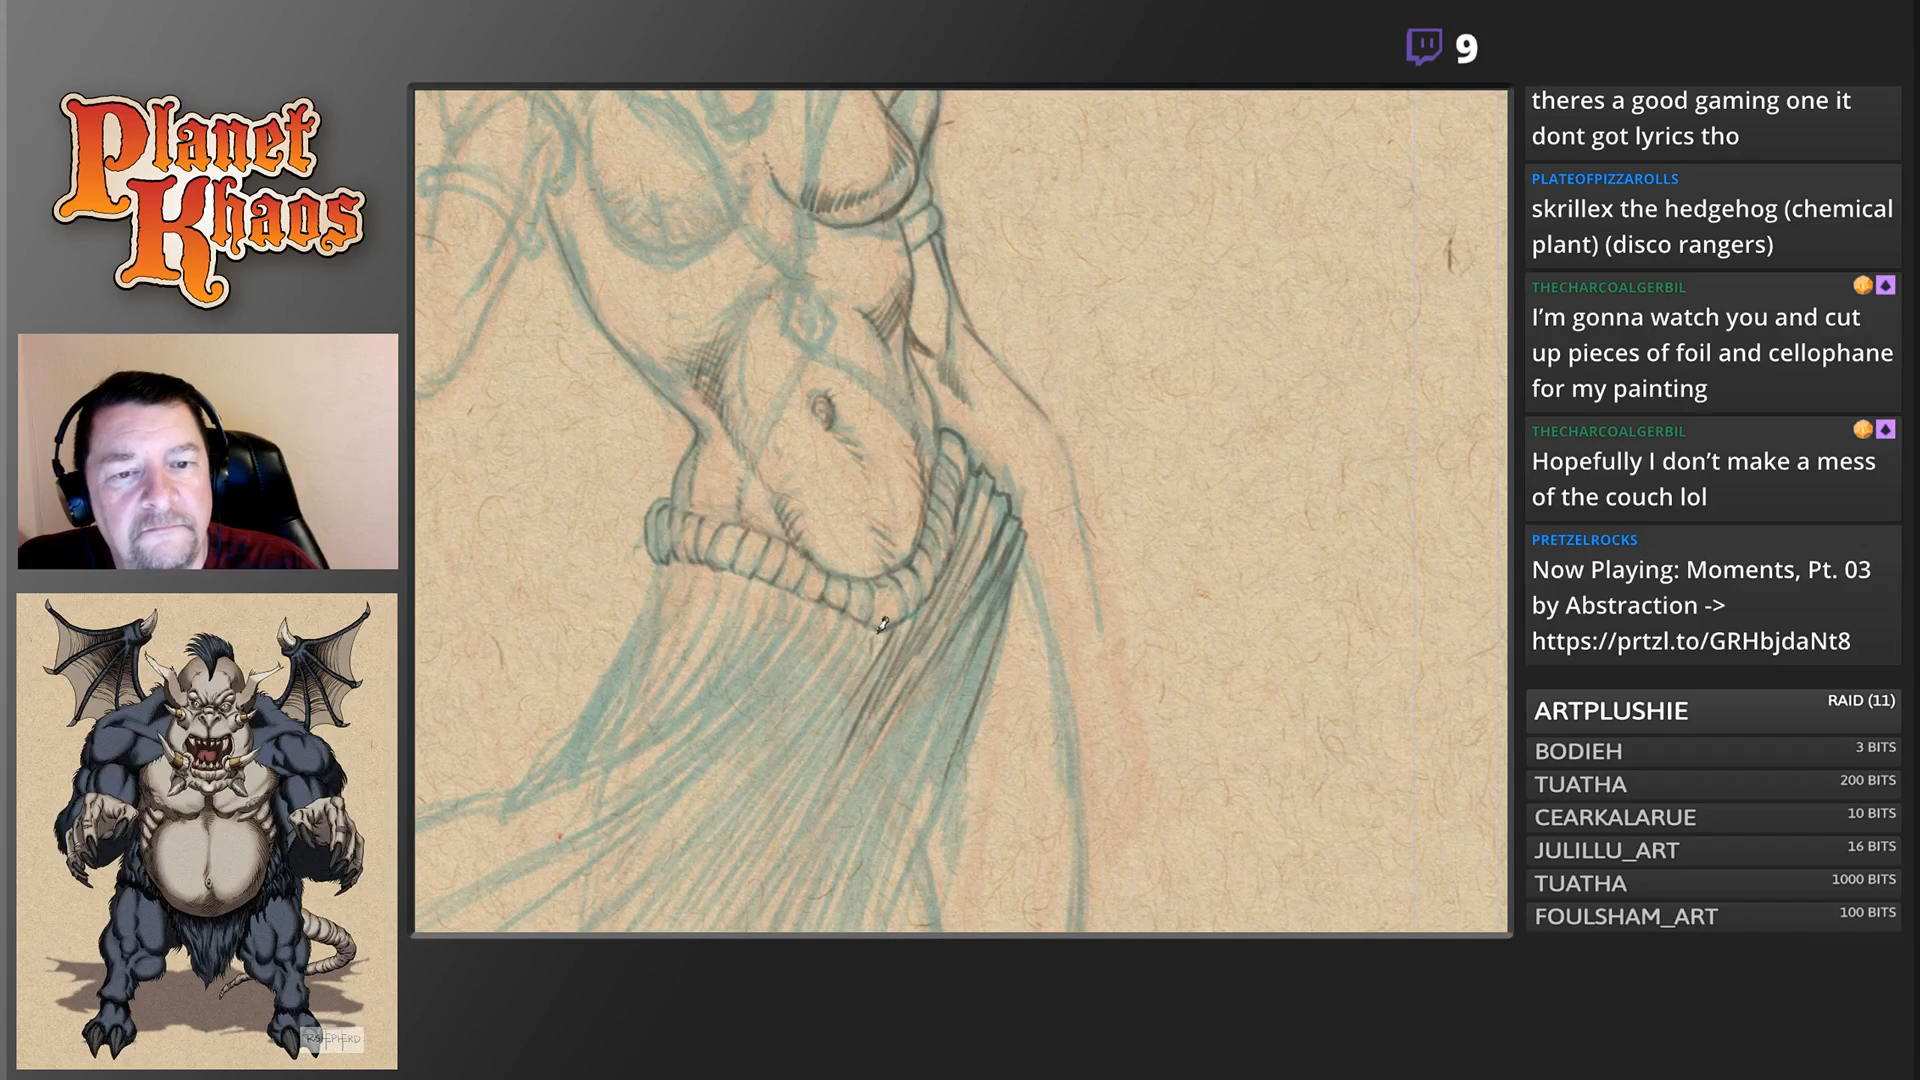 9
Planet
Khaos
theres a good gaming one it
dont got lyrics tho
PLATEOFPIZZAROLLS
skrillex the hedgehog (chemical
plant) (disco rangers)
THECHARCOALGERBIL
I'm gonna watch you and cut
up pieces of foil and cellophane
for my painting
THECHARCOALGERBIL
Hopefully I don't make a mess
of the couch lol
PRETZELROCKS
Now Playing: Moments, Pt. 03
by Abstraction ->
https://prtzl.to/GRHbjdaNt8
ARTPLUSHIE RAID (11)
BODIEH 3 BITS
TUATHA 200 BITS
CEARKALARUE 10 BITS
JULILLU_ART 16 BITS
TUATHA 1000 BITS
FOULSHAM_ART 100 BITS
RSHEPHERD